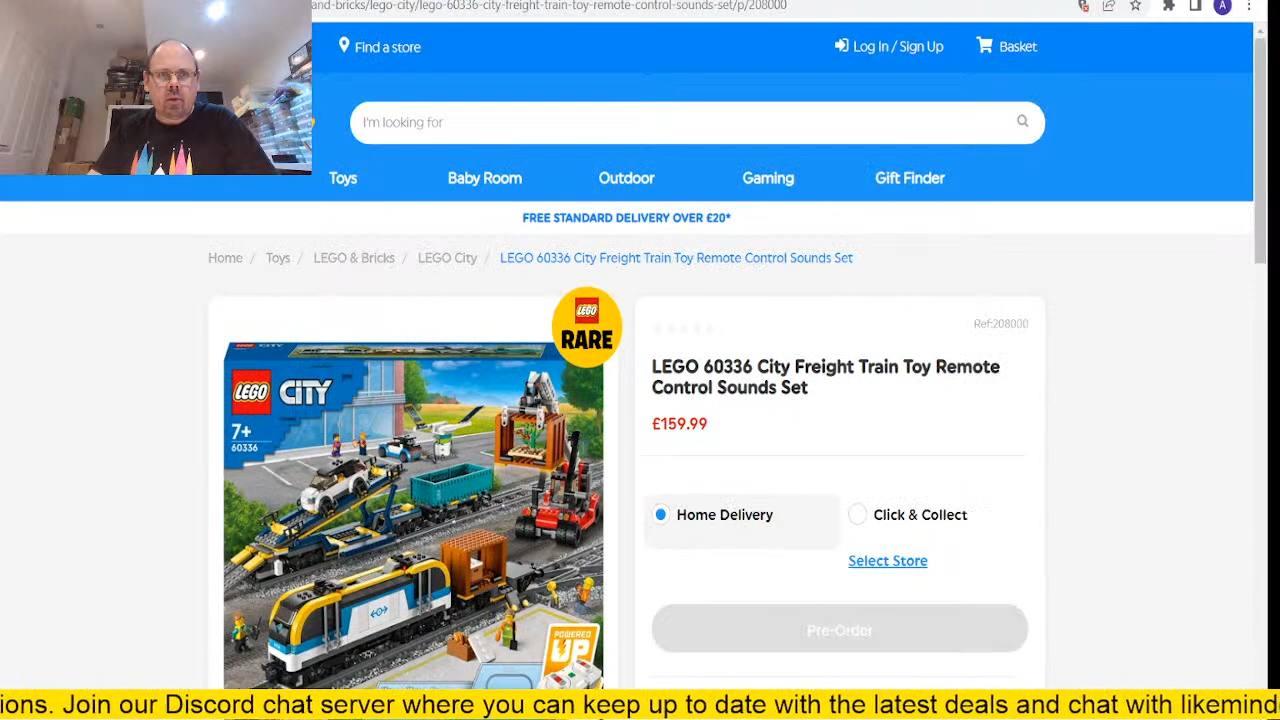 and-bricks/lego-city/lego-60336-city-freight-train-toy-remote-control-sounds-set/p/208000
A
Find a store
Log In / Sign Up
Basket
I'm looking for
Toys
Baby Room
Outdoor
Gaming
Gift Finder
FREE STANDARD DELIVERY OVER £20*
Home / Toys / LEGO & Bricks / LEGO City / LEGO 60336 City Freight Train Toy Remote Control Sounds Set
LEGO
RARE
Ref:208000
LEGO 60336 City Freight Train Toy Remote
Control Sounds Set
£159.99
LEGO CITY
7+
60336
POWERED
UP
Home Delivery
Click & Collect
Select Store
Pre-Order
ions. Join our Discord chat server where you can keep up to date with the latest deals and chat with likemind